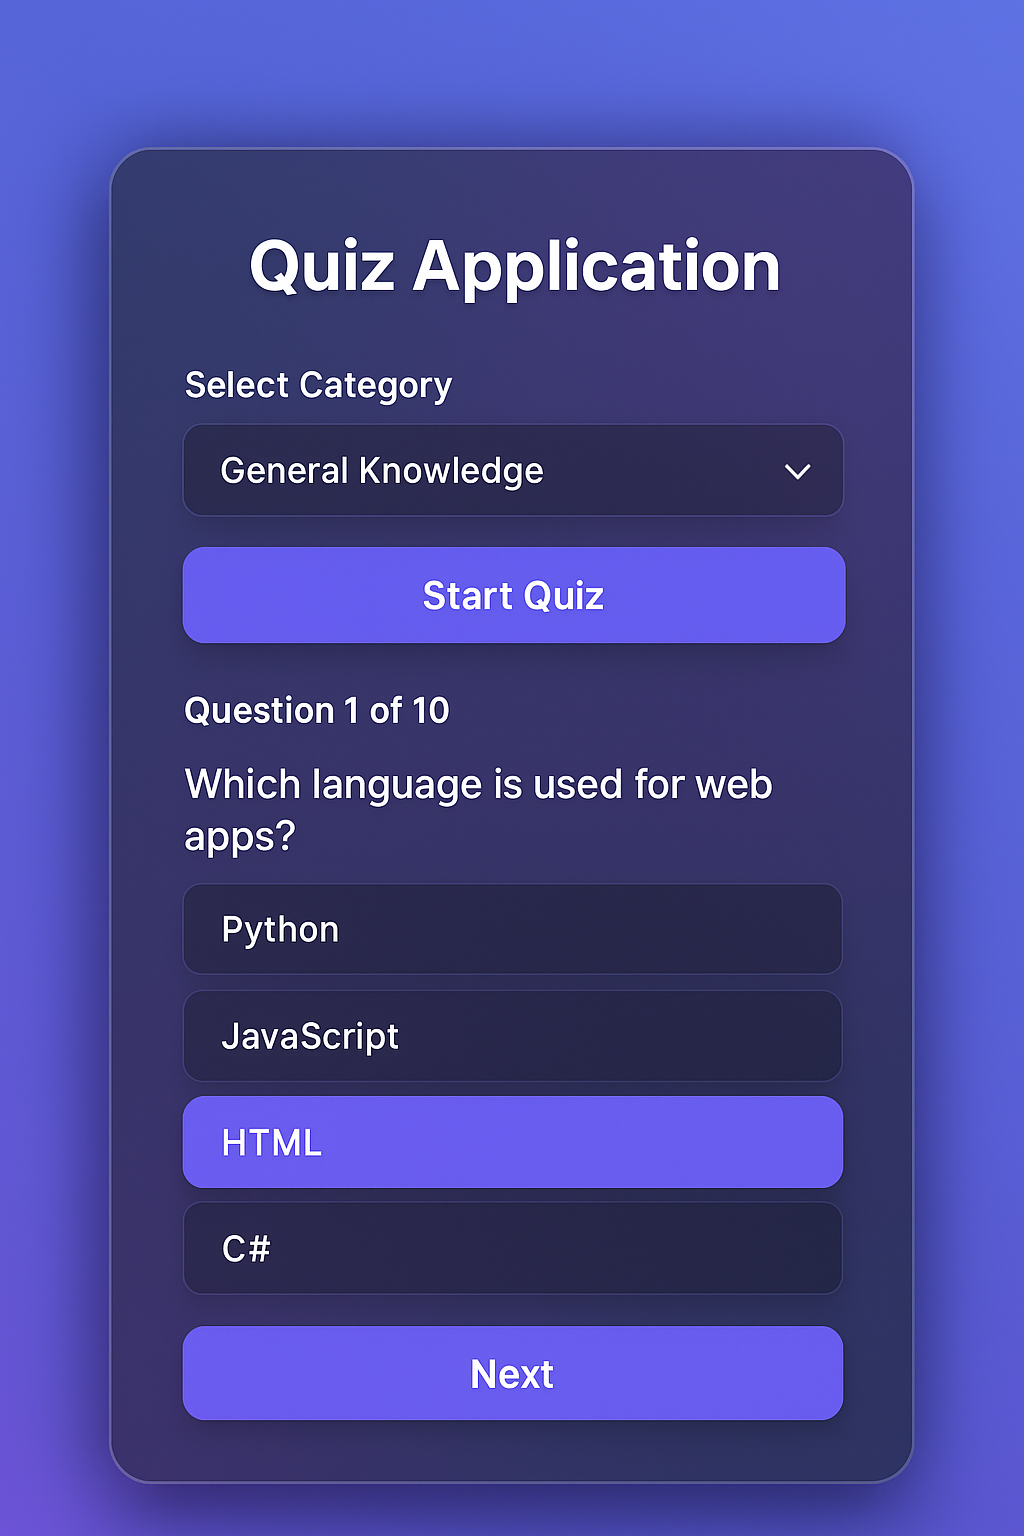 Quiz Application
Select Category
General Knowledge
Start Quiz
Question 1 of 10
Which language is used for web
apps?
Python
JavaScript
HTML
C#
Next